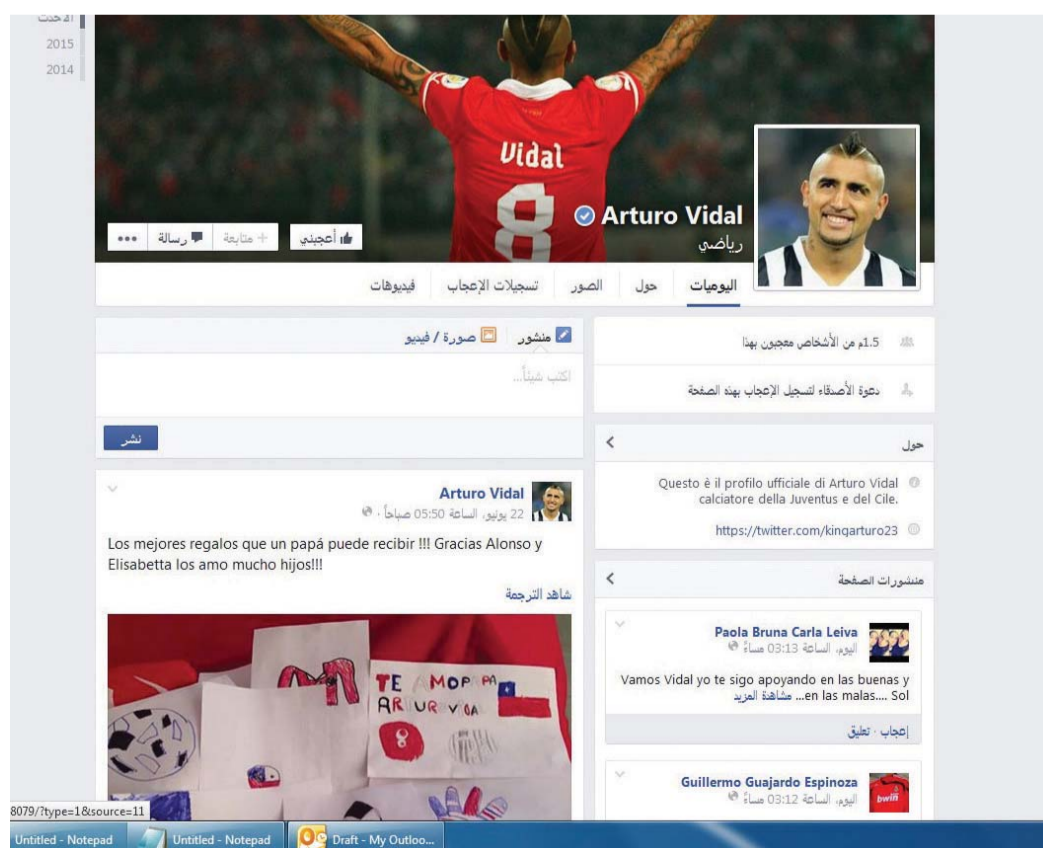 الأحدث
2015
2014
Vidal
8
Arturo Vidal
رياضي
أعجبني
+ متابعة
رسالة
•••
اليوميات
حول
الصور
تسجيلات الإعجاب
فيديوهات
1.5م من الأشخاص معجبون بهذا
دعوة الأصدقاء لتسجيل الإعجاب بهذه الصفحة
حول
Questo è il profilo ufficiale di Arturo Vidal
calciatore della Juventus e del Cile.
https://twitter.com/kingarturo23
منشورات الصفحة
Paola Bruna Carla Leiva
اليوم، الساعة 03:13 مساءً
Vamos Vidal yo te sigo apoyando en las buenas y
en las malas.... Sol... مشاهدة المزيد
إعجاب · تعليق
Guillermo Guajardo Espinoza
اليوم، الساعة 03:12 مساءً
bwin
منشور
صورة / فيديو
اكتب شيئاً...
نشر
Arturo Vidal
22 يونيو، الساعة 05:50 صباحاً ·
Los mejores regalos que un papá puede recibir !!! Gracias Alonso y
Elisabetta los amo mucho hijos!!!
شاهد الترجمة
TE AMO PAPA
8
8079/?type=1&source=11
Untitled - Notepad
Untitled - Notepad
Draft - My Outloo...